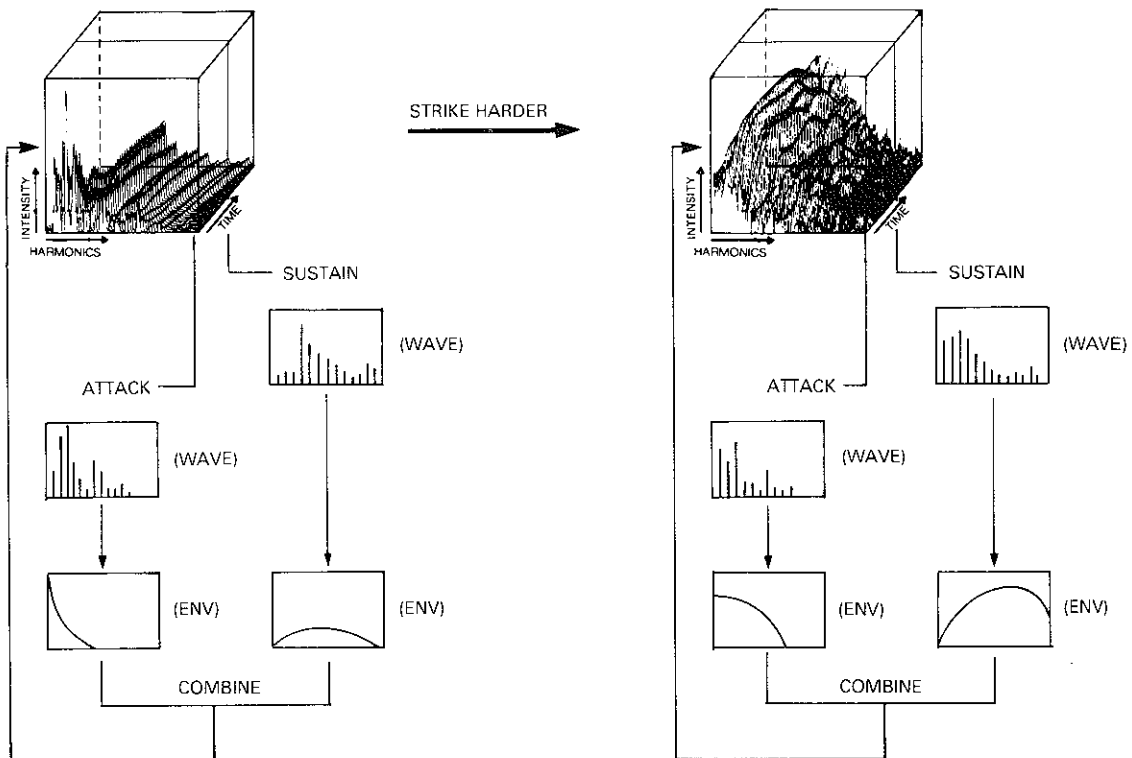 STRIKE HARDER
INTENSITY
HARMONICS
TIME
SUSTAIN
(WAVE)
ATTACK
(WAVE)
(ENV)
(ENV)
COMBINE
INTENSITY
HARMONICS
TIME
SUSTAIN
(WAVE)
ATTACK
(WAVE)
(ENV)
(ENV)
COMBINE